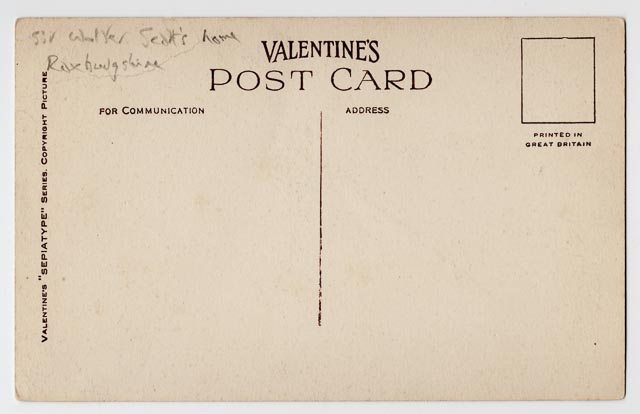 Sir Walter Scott's home
Roxburgshire
VALENTINE'S
POST CARD
FOR COMMUNICATION
ADDRESS
PRINTED IN
GREAT BRITAIN
VALENTINE'S "SEPIATYPE" SERIES. COPYRIGHT PICTURE